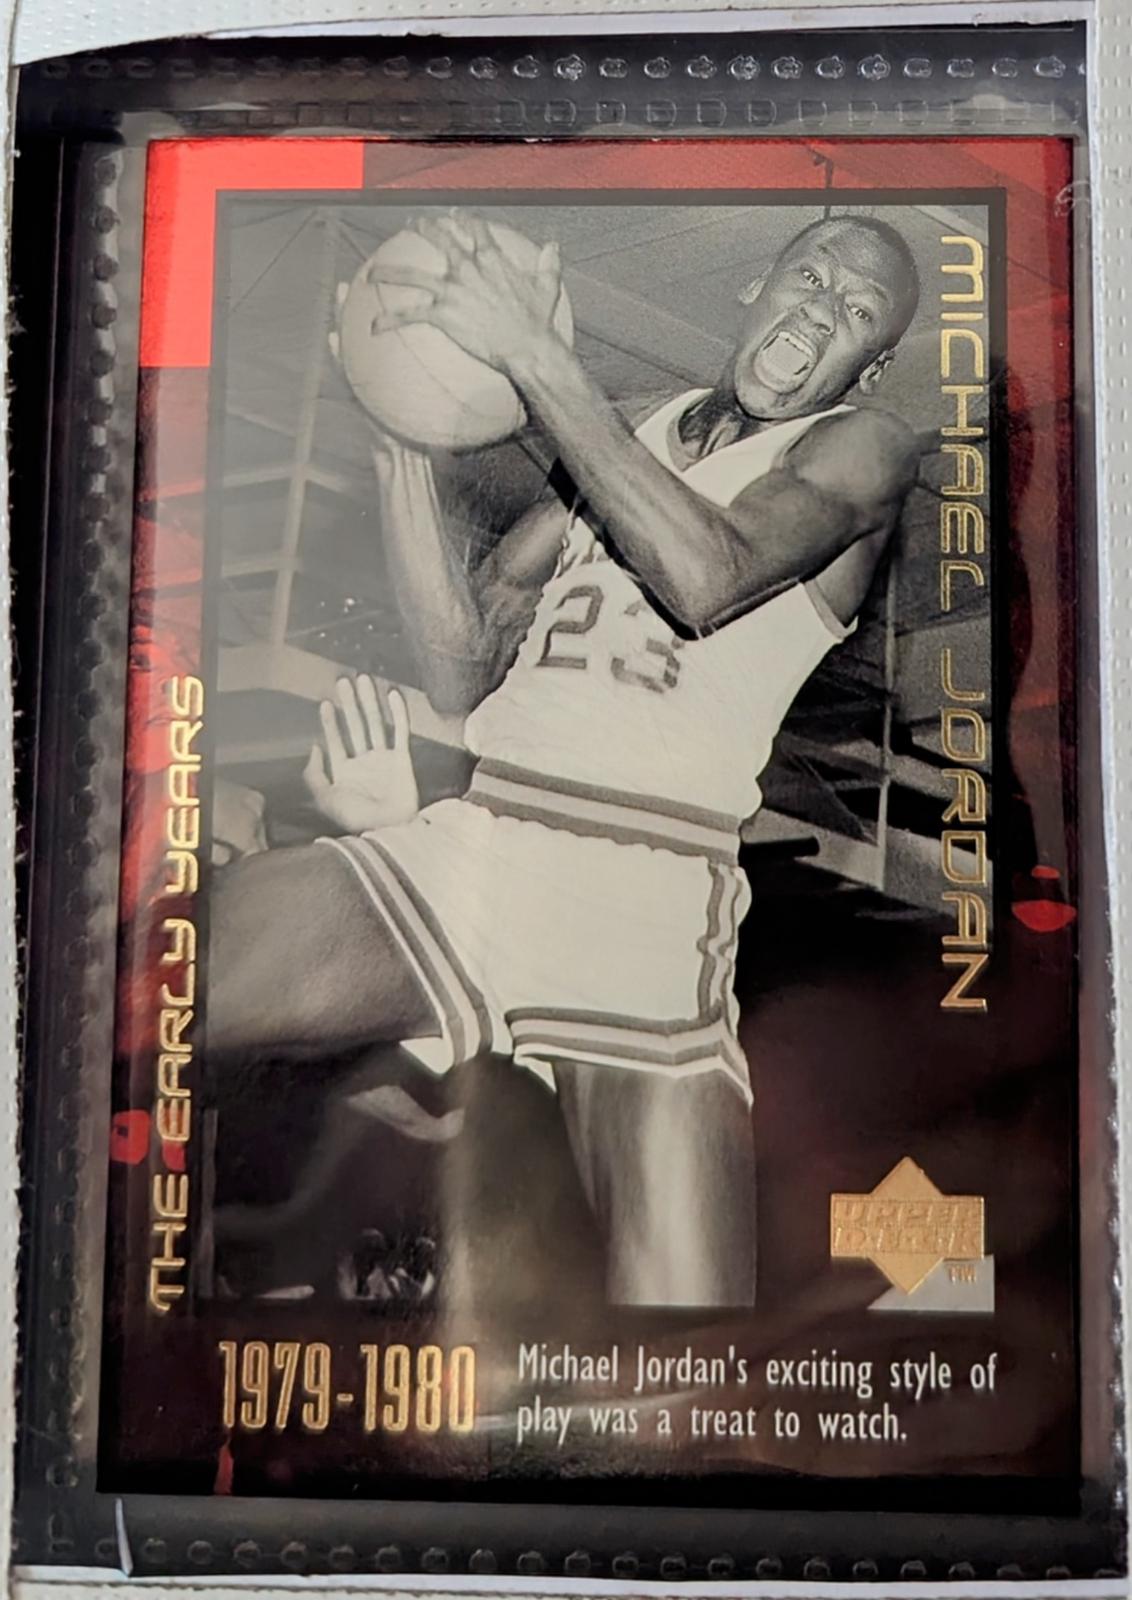 MICHAEL JORDAN
23
THE EARLY YEARS
UPPER
DECK
TM
1979-1980
Michael Jordan's exciting style of
play was a treat to watch.